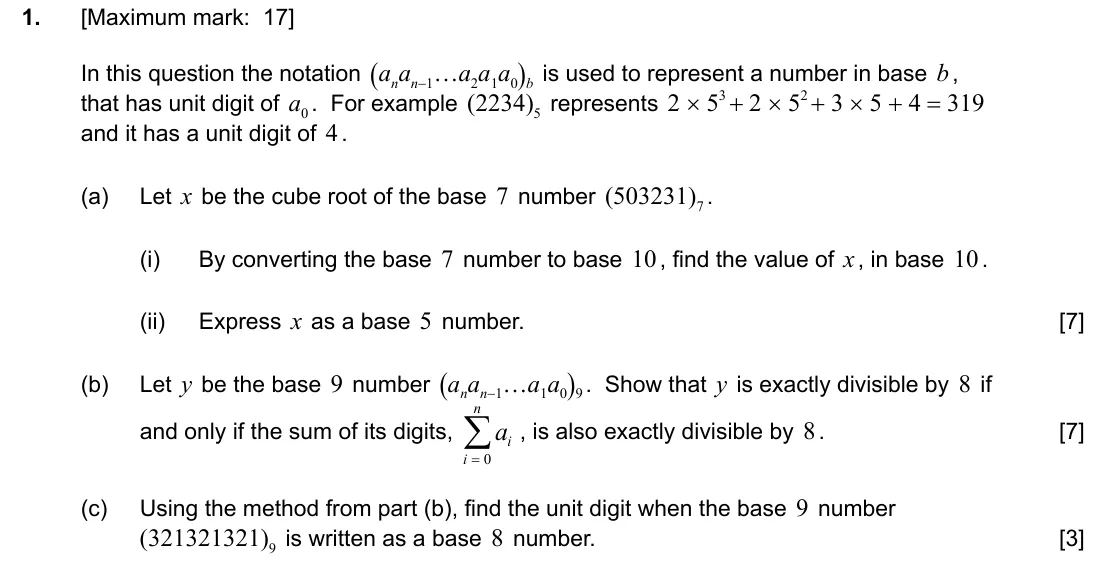 1. [Maximum mark: 17]
In this question the notation (aₙaₙ₋₁…a₂a₁a₀)_b is used to represent a number in base b,
that has unit digit of a₀. For example (2234)₅ represents 2 × 5³ + 2 × 5² + 3 × 5 + 4 = 319
and it has a unit digit of 4.
(a) Let x be the cube root of the base 7 number (503231)₇.
(i) By converting the base 7 number to base 10, find the value of x, in base 10.
(ii) Express x as a base 5 number. [7]
(b) Let y be the base 9 number (aₙaₙ₋₁…a₁a₀)₉. Show that y is exactly divisible by 8 if
and only if the sum of its digits, ∑_{i=0}^{n} aᵢ, is also exactly divisible by 8. [7]
(c) Using the method from part (b), find the unit digit when the base 9 number
(321321321)₉ is written as a base 8 number. [3]